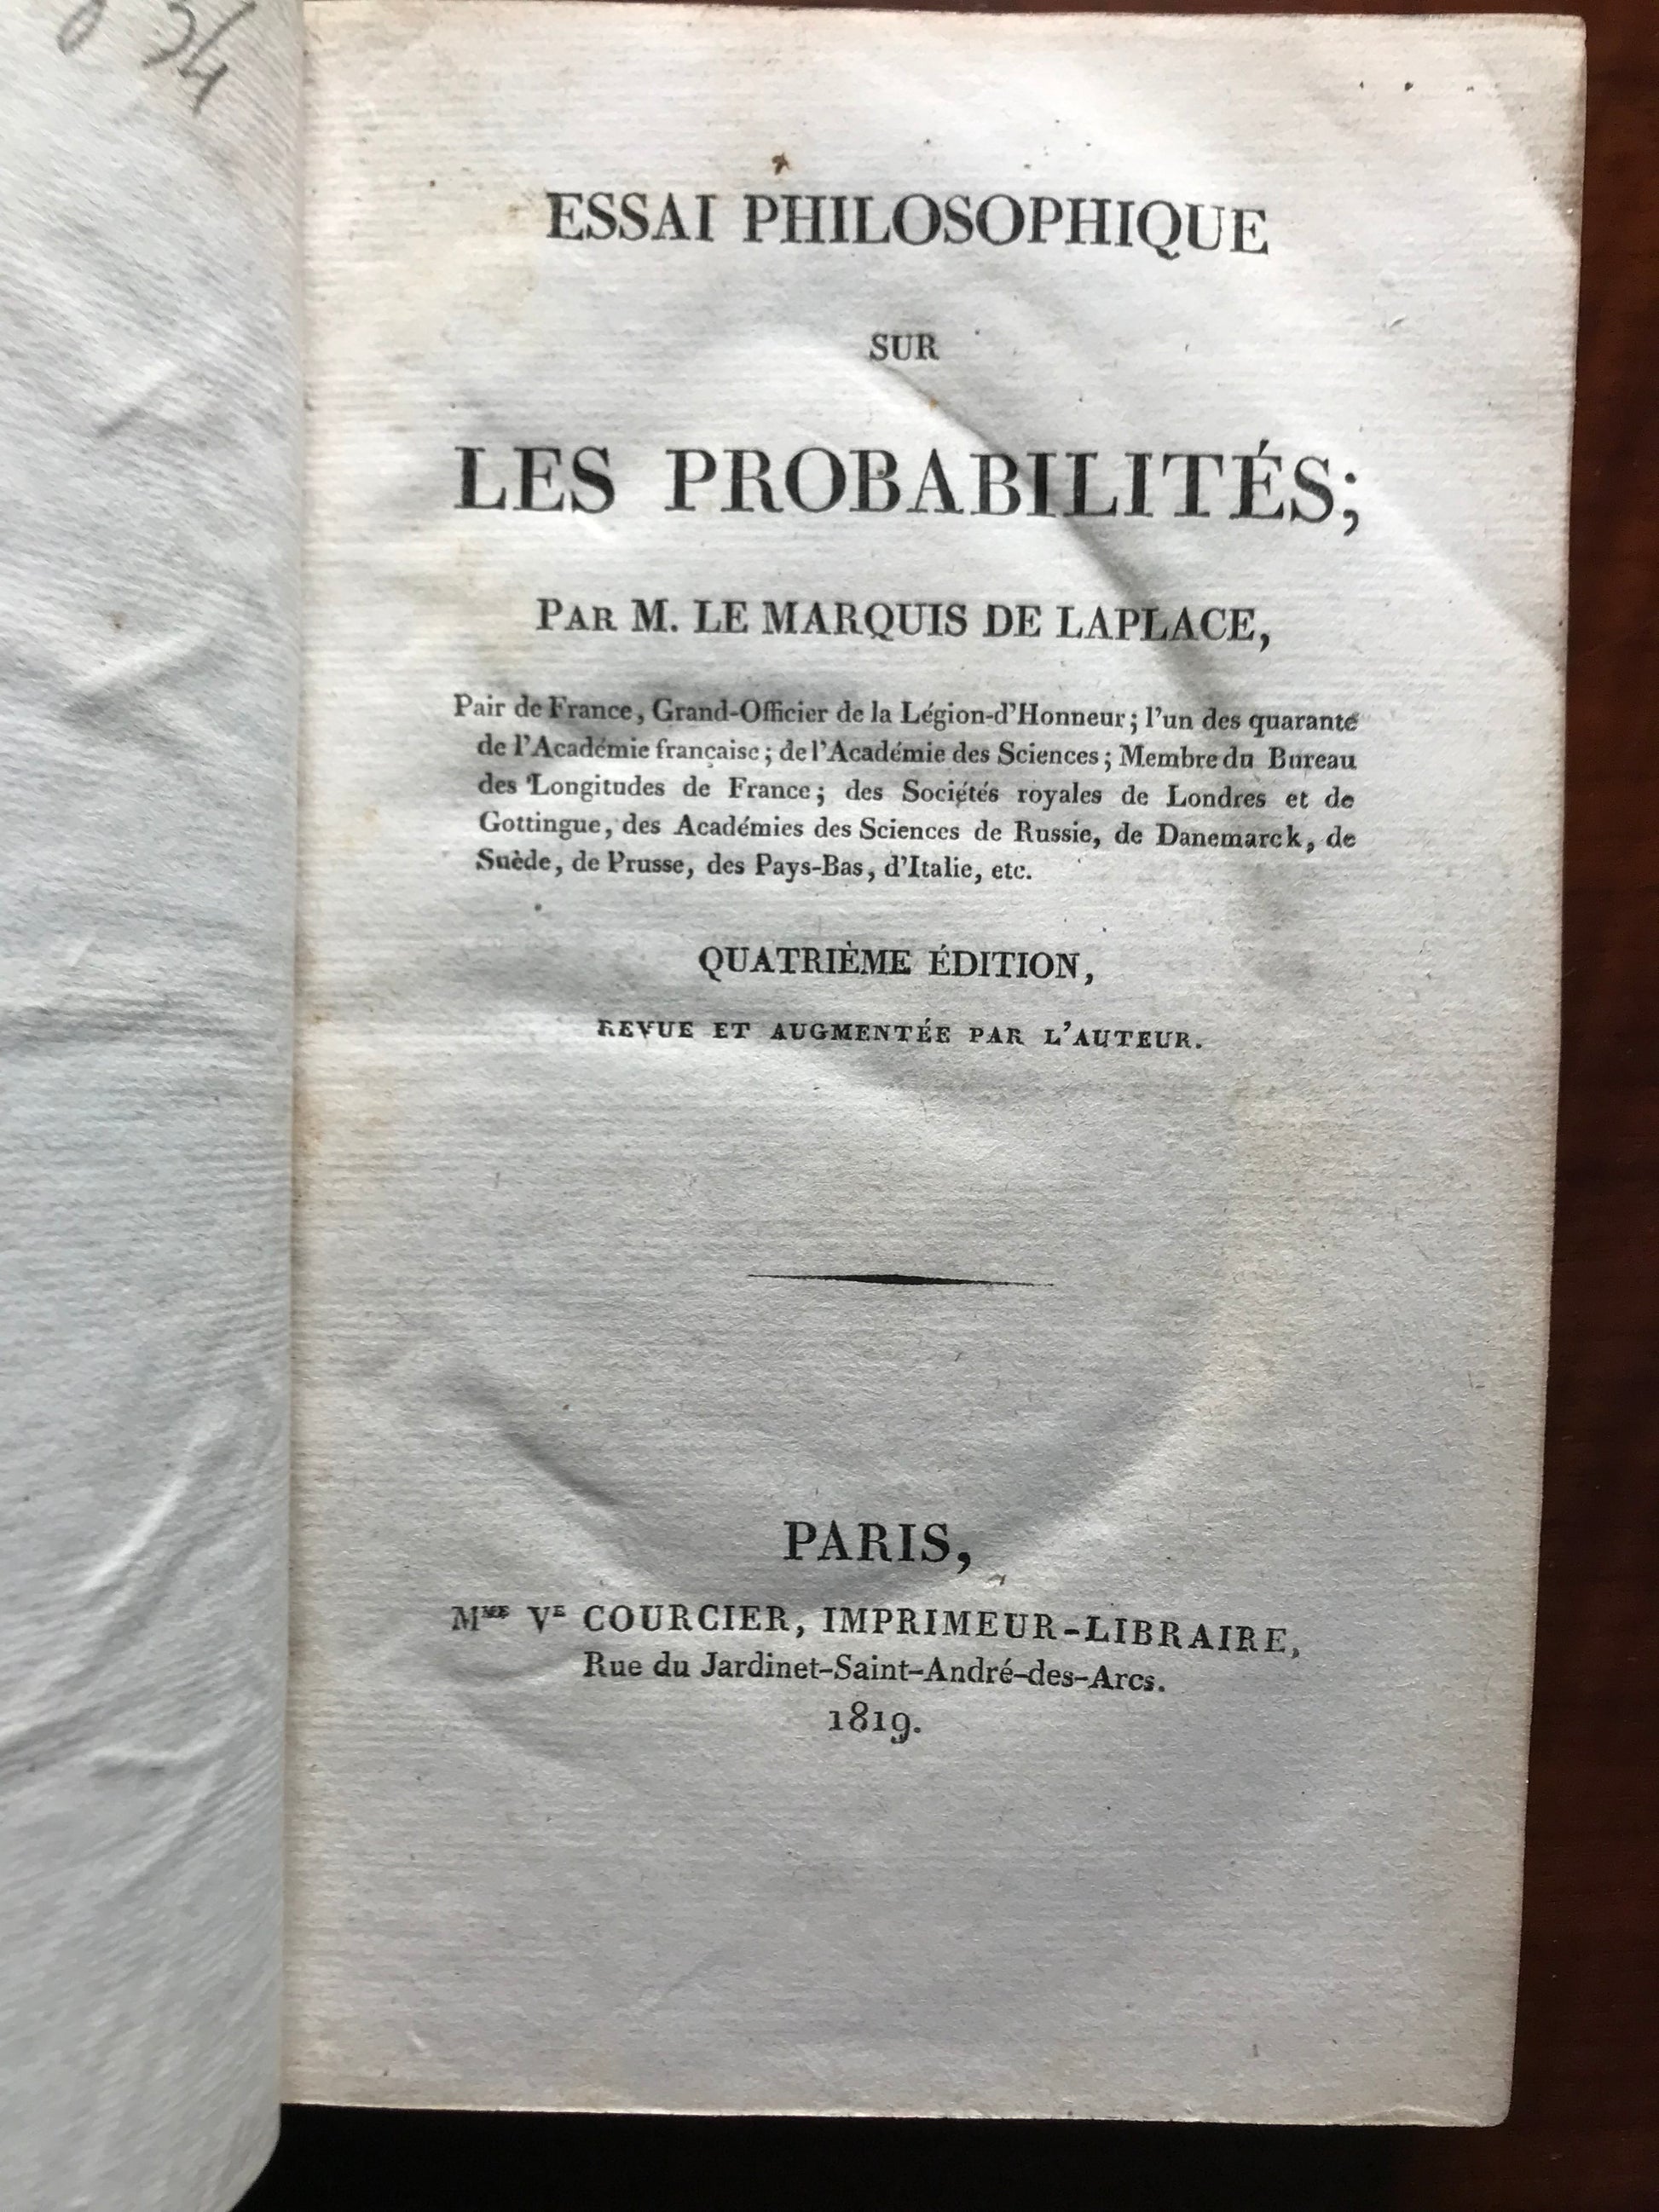 34
ESSAI PHILOSOPHIQUE
SUR
LES PROBABILITÉS;
PAR M. LE MARQUIS DE LAPLACE,
Pair de France, Grand-Officier de la Légion-d'Honneur; l'un des quarante
de l'Académie française; de l'Académie des Sciences; Membre du Bureau
des Longitudes de France; des Sociétés royales de Londres et de
Gottingue, des Académies des Sciences de Russie, de Danemarck, de
Suède, de Prusse, des Pays-Bas, d'Italie, etc.
QUATRIÈME ÉDITION,
REVUE ET AUGMENTÉE PAR L'AUTEUR.
PARIS,
Mᴹᴱ Vᴱ COURCIER, IMPRIMEUR-LIBRAIRE,
Rue du Jardinet-Saint-André-des-Arcs.
1819.